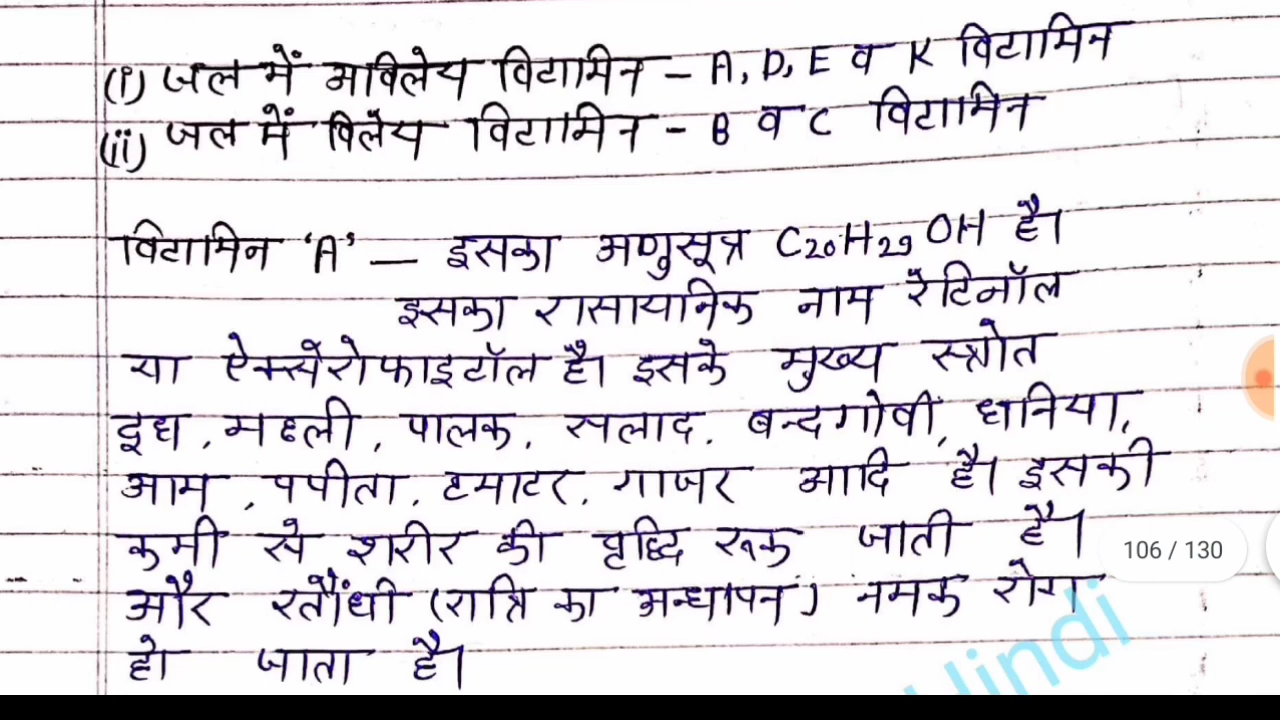 (i) जल में अविलेय विटामिन - A, D, E व K विटामिन
(ii) जल में विलेय विटामिन - B व C विटामिन
विटामिन 'A' — इसका अणुसूत्र C₂₀H₂₉OH है।
इसका रासायनिक नाम रेटिनॉल
या ऐक्सेरोफाइटॉल है। इसके मुख्य स्त्रोत
दूध, मछली, पालक, सलाद, बन्दगोबी, धनिया,
आम, पपीता, टमाटर, गाजर आदि है। इसकी
कमी से शरीर की वृद्धि रूक जाती है।
106 / 130
और रतौंधी (रात्रि का अन्धापन) नमक रोग
हो जाता है।
Hindi